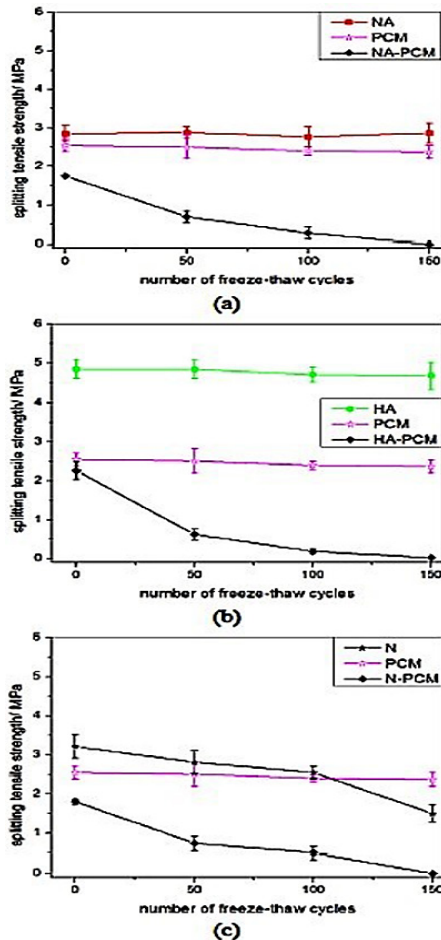 6
NA
PCM
NA-PCM
5
4
3
2
1
0
splitting tensile strength/ MPa
0 50 100 150
number of freeze-thaw cycles
(a)
6
5
4
3
2
1
0
HA
PCM
HA-PCM
splitting tensile strength/ MPa
0 50 100 150
number of freeze-thaw cycles
(b)
6
N
PCM
N-PCM
5
4
3
2
1
0
splitting tensile strength/ MPa
0 50 100 150
number of freeze-thaw cycles
(c)